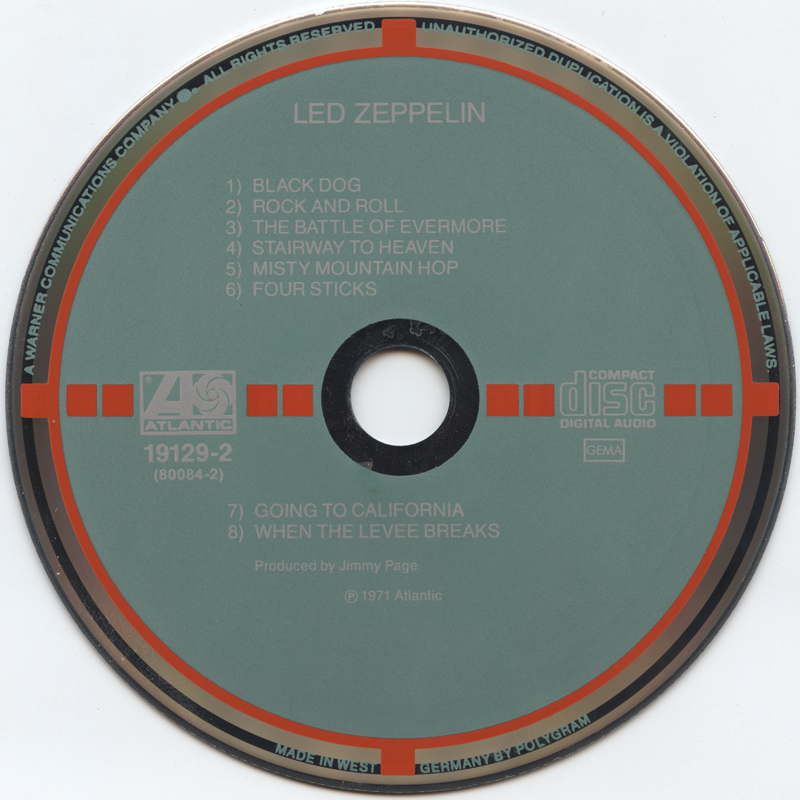 A WARNER COMMUNICATIONS COMPANY ALL RIGHTS RESERVED
UNAUTHORIZED DUPLICATION IS A VIOLATION OF APPLICABLE LAWS.
LED ZEPPELIN
1) BLACK DOG
2) ROCK AND ROLL
3) THE BATTLE OF EVERMORE
4) STAIRWAY TO HEAVEN
5) MISTY MOUNTAIN HOP
6) FOUR STICKS
®
ATLANTIC
19129-2
(80084-2)
COMPACT
disc
DIGITAL AUDIO
GEMA
7) GOING TO CALIFORNIA
8) WHEN THE LEVEE BREAKS
Produced by Jimmy Page
℗ 1971 Atlantic
MADE IN WEST GERMANY BY POLYGRAM